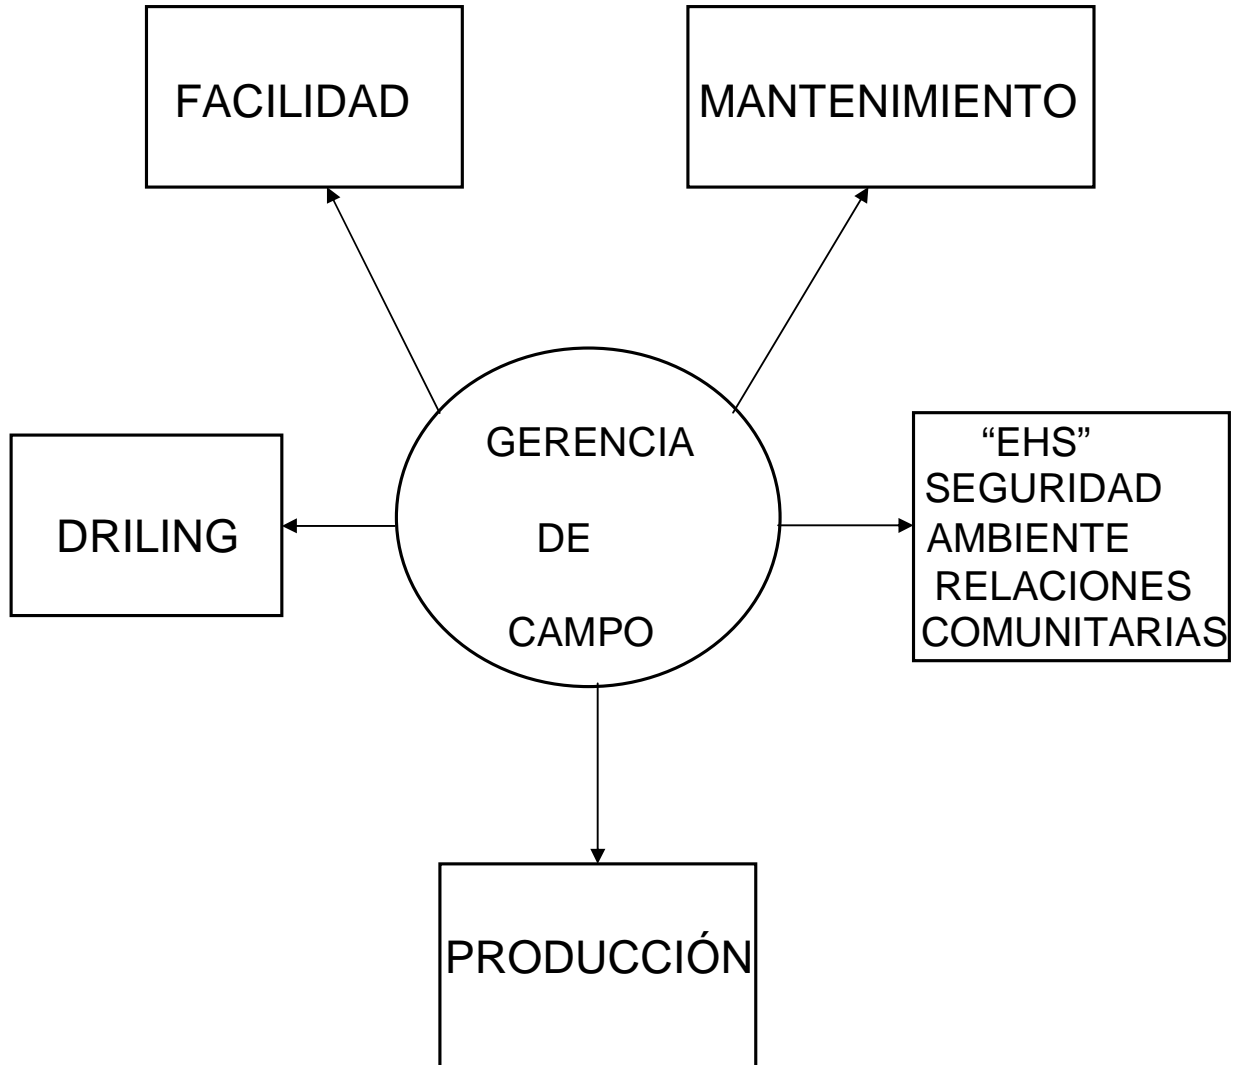 FACILIDAD
MANTENIMIENTO
GERENCIA
DE
CAMPO
DRILING
“EHS”
SEGURIDAD
AMBIENTE
RELACIONES
COMUNITARIAS
PRODUCCIÓN